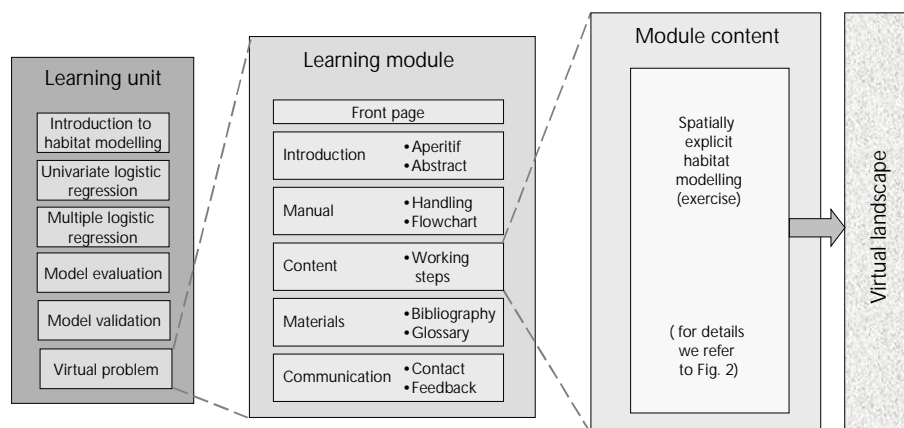 Learning unit
Introduction to
habitat modelling
Univariate logistic
regression
Multiple logistic
regression
Model evaluation
Model validation
Virtual problem
Learning module
Front page
Introduction
•Aperitif
•Abstract
Manual
•Handling
•Flowchart
Content
•Working
steps
Materials
•Bibliography
•Glossary
Communication
•Contact
•Feedback
Module content
Spatially
explicit
habitat
modelling
(exercise)
( for details
we refer
to Fig. 2)
Virtual landscape